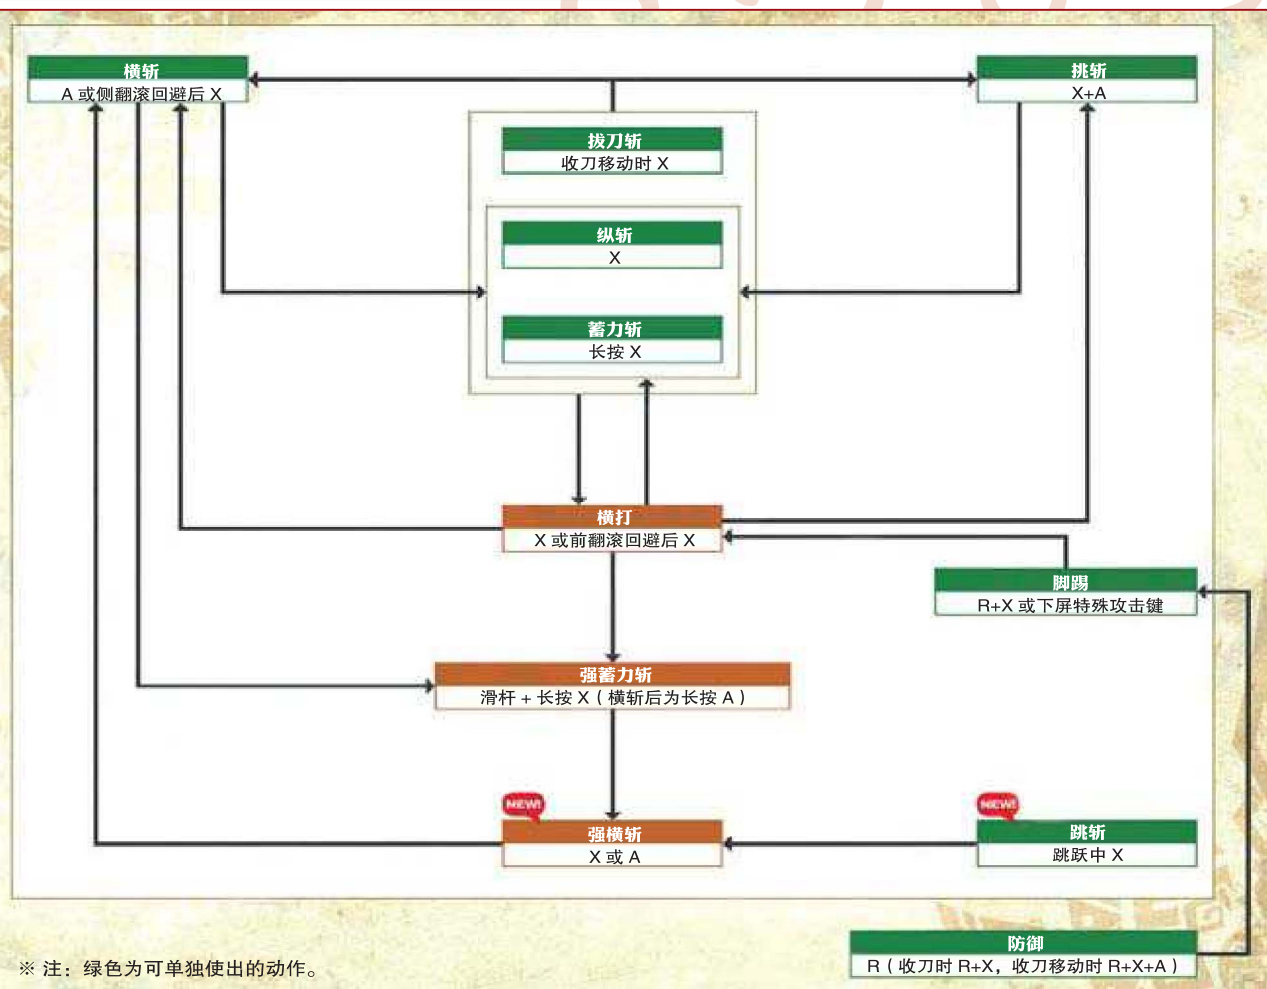 横斩
A 或侧翻滚回避后 X
挑斩
X+A
拔刀斩
收刀移动时 X
纵斩
X
蓄力斩
长按 X
横打
X 或前翻滚回避后 X
脚踢
R+X 或下屏特殊攻击键
强蓄力斩
滑杆 + 长按 X（横斩后为长按 A）
NEW!
强横斩
X 或 A
NEW!
跳斩
跳跃中 X
防御
R（收刀时 R+X，收刀移动时 R+X+A）
※ 注：绿色为可单独使出的动作。